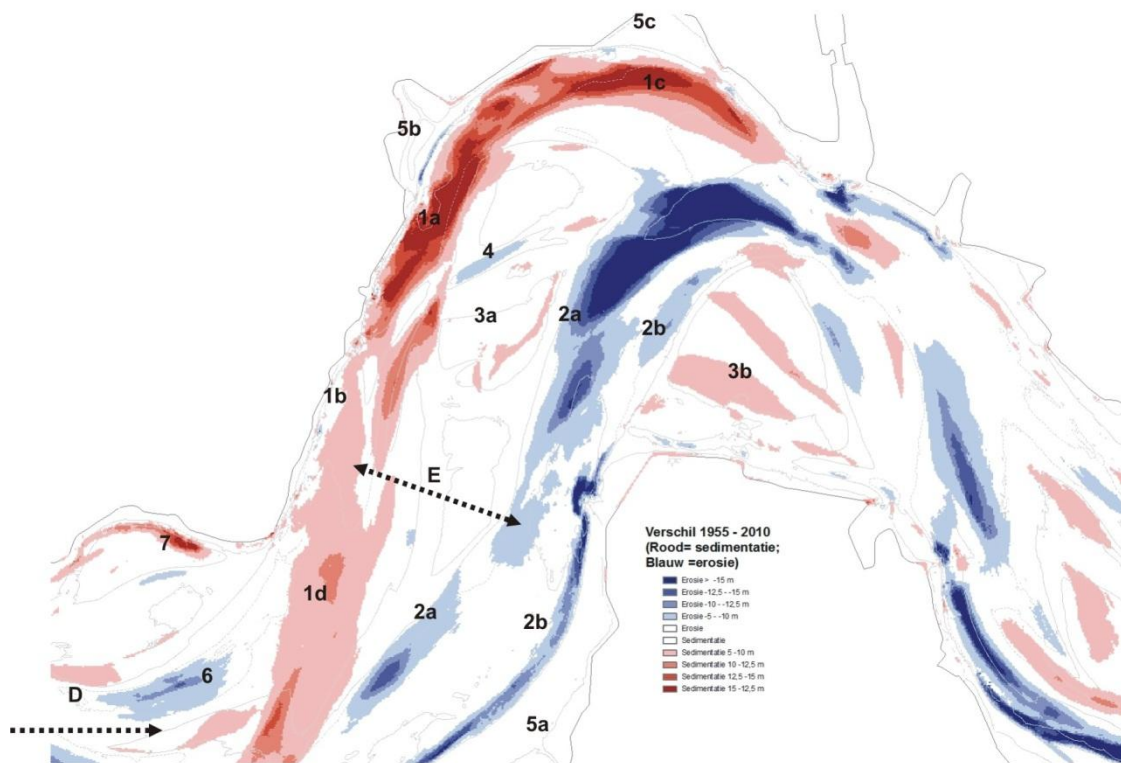 5c
1c
5b
1a
4
3a
2a
2b
3b
1b
E
7
1d
2a
2b
6
D
5a
Verschil 1955 - 2010
(Rood= sedimentatie;
Blauw =erosie)
Erosie > -15 m
Erosie -12,5 - -15 m
Erosie -10 - -12,5 m
Erosie -5 - -10 m
Erosie
Sedimentatie
Sedimentatie 5 -10 m
Sedimentatie 10 -12,5 m
Sedimentatie 12,5 -15 m
Sedimentatie 15 -12,5 m